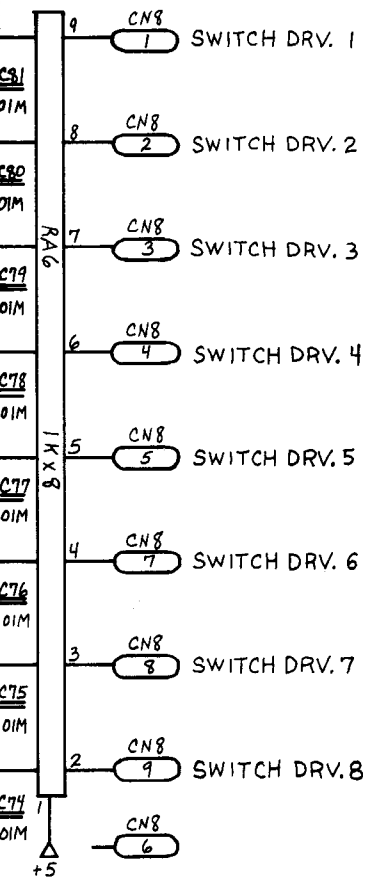 9 CN8
1 SWITCH DRV. 1
C81
01M
8 CN8
2 SWITCH DRV. 2
C80
01M
RA6
7 CN8
3 SWITCH DRV. 3
C79
01M
6 CN8
4 SWITCH DRV. 4
C78
01M
1K x 8
5 CN8
5 SWITCH DRV. 5
C77
01M
4 CN8
7 SWITCH DRV. 6
C76
01M
3 CN8
8 SWITCH DRV. 7
C75
01M
2 CN8
9 SWITCH DRV. 8
C74
01M
1
+5
CN8
6